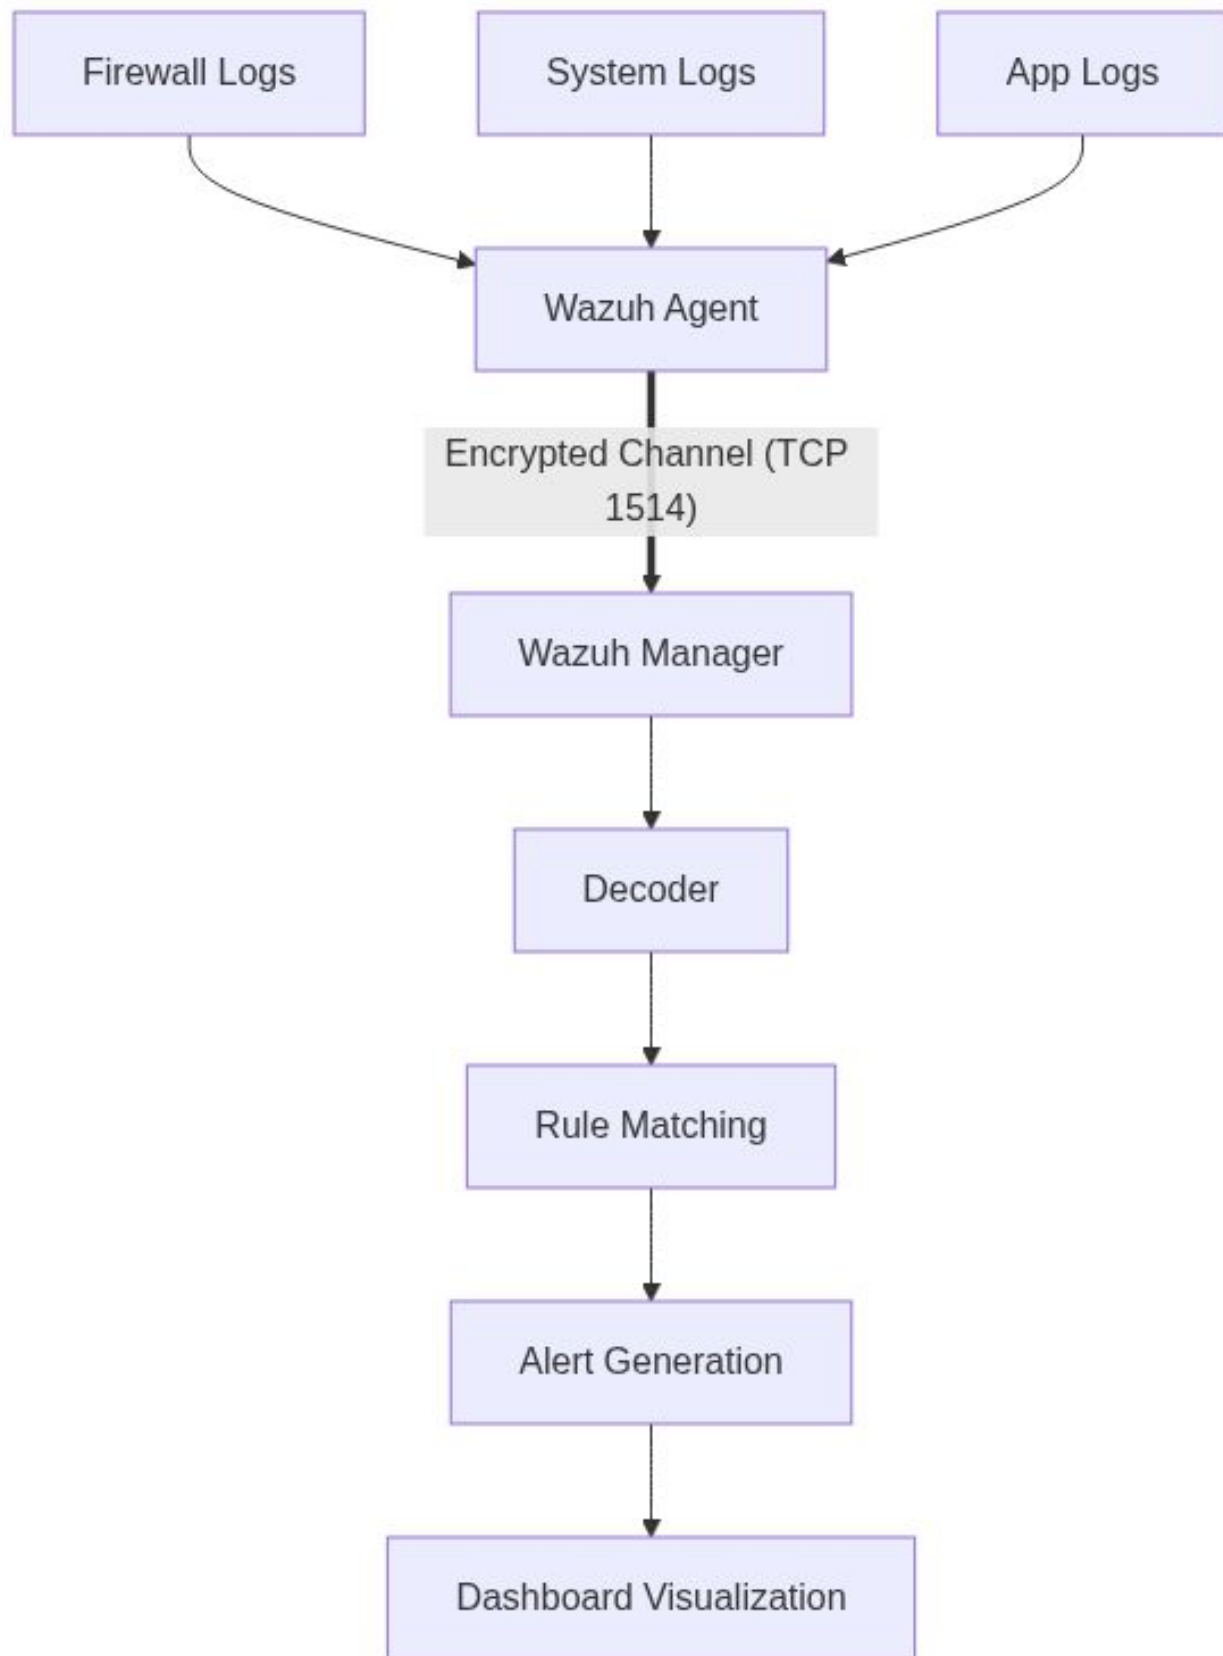 Firewall Logs
System Logs
App Logs
Wazuh Agent
Encrypted Channel (TCP
1514)
Wazuh Manager
Decoder
Rule Matching
Alert Generation
Dashboard Visualization